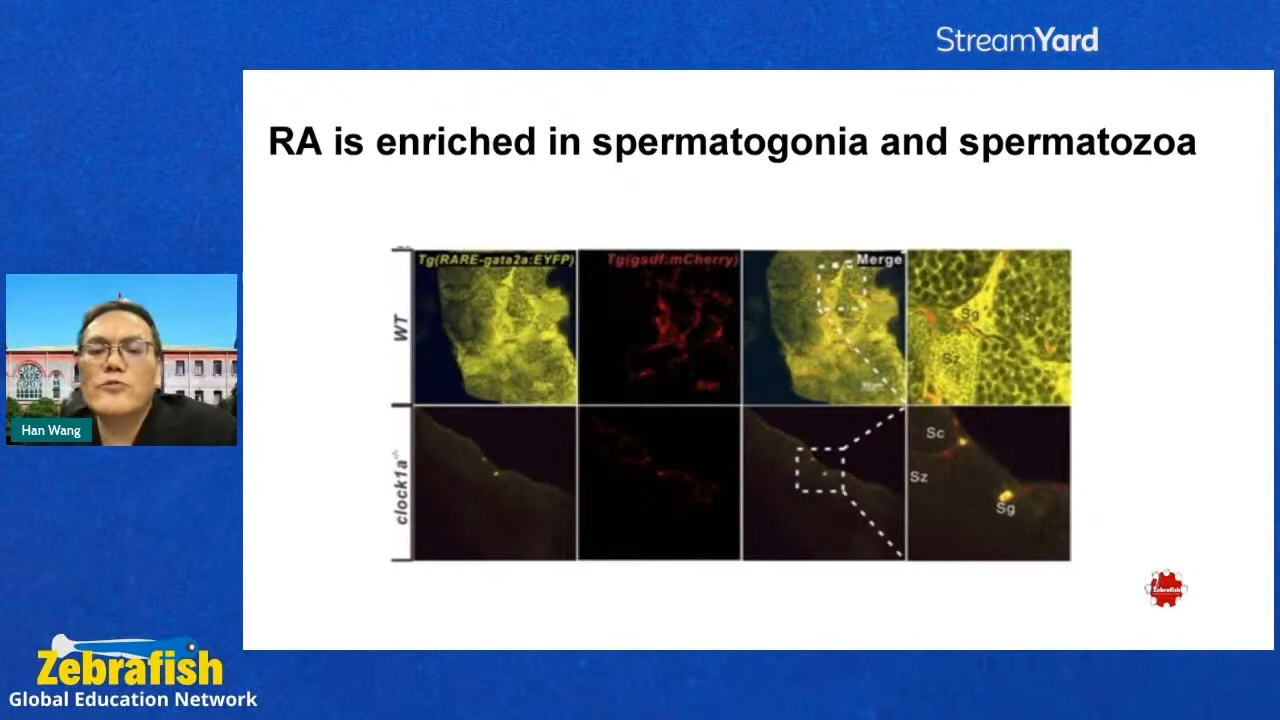 StreamYard
RA is enriched in spermatogonia and spermatozoa
Tg(RARE-gata2a:EYFP)
Tg(gsdf:mCherry)
Merge
WT
Sg
Sz
clock1a-/-
Sc
Sz
Sg
Han Wang
Zebrafish
Zebrafish
Global Education Network